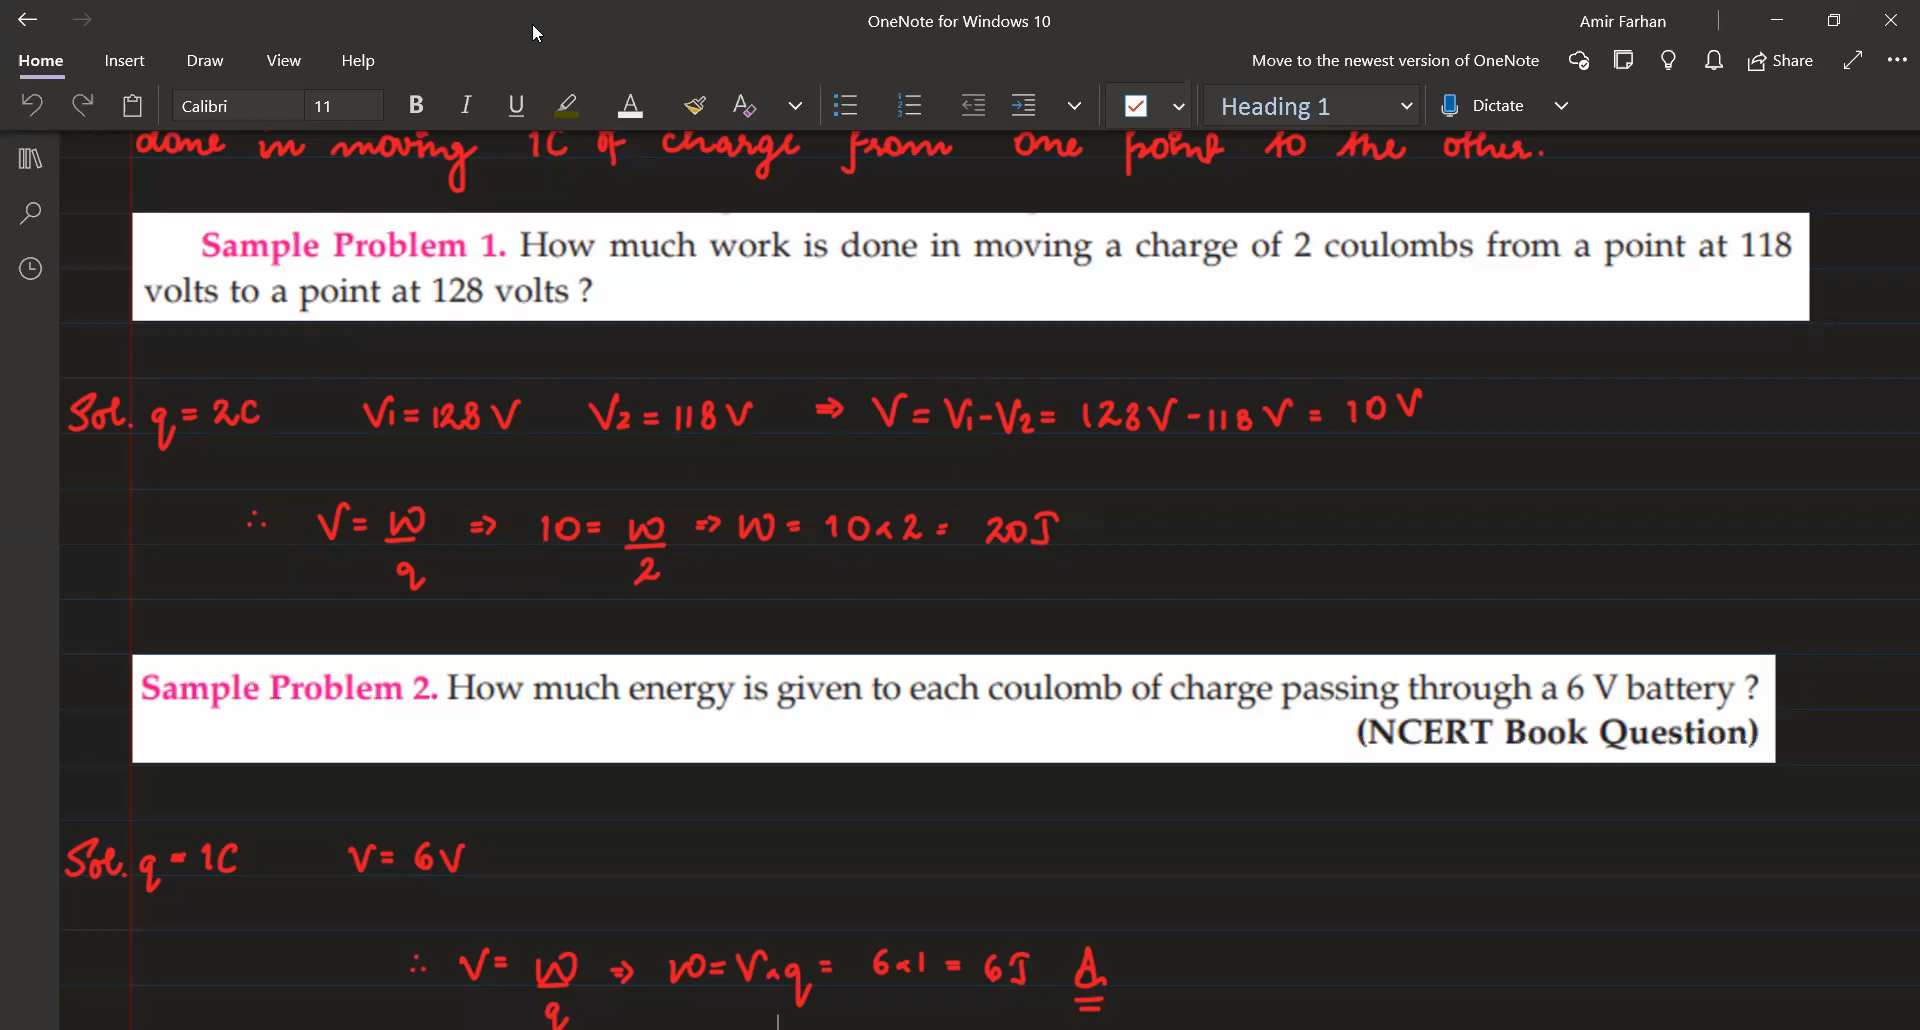 OneNote for Windows 10
Amir Farhan
Home Insert Draw View Help
Move to the newest version of OneNote Share
Calibri 11 B I U A A Heading 1 Dictate
done in moving 1C of charge from one point to the other.
Sample Problem 1. How much work is done in moving a charge of 2 coulombs from a point at 118
volts to a point at 128 volts ?
Sol. q = 2C V1 = 128 V V2 = 118 V ⇒ V = V1 - V2 = 128V - 118 V = 10 V
∴ V = W/q ⇒ 10 = W/2 ⇒ W = 10 × 2 = 20J
Sample Problem 2. How much energy is given to each coulomb of charge passing through a 6 V battery ?
(NCERT Book Question)
Sol. q = 1C V = 6V
∴ V = W/q ⇒ W = V × q = 6 × 1 = 6J